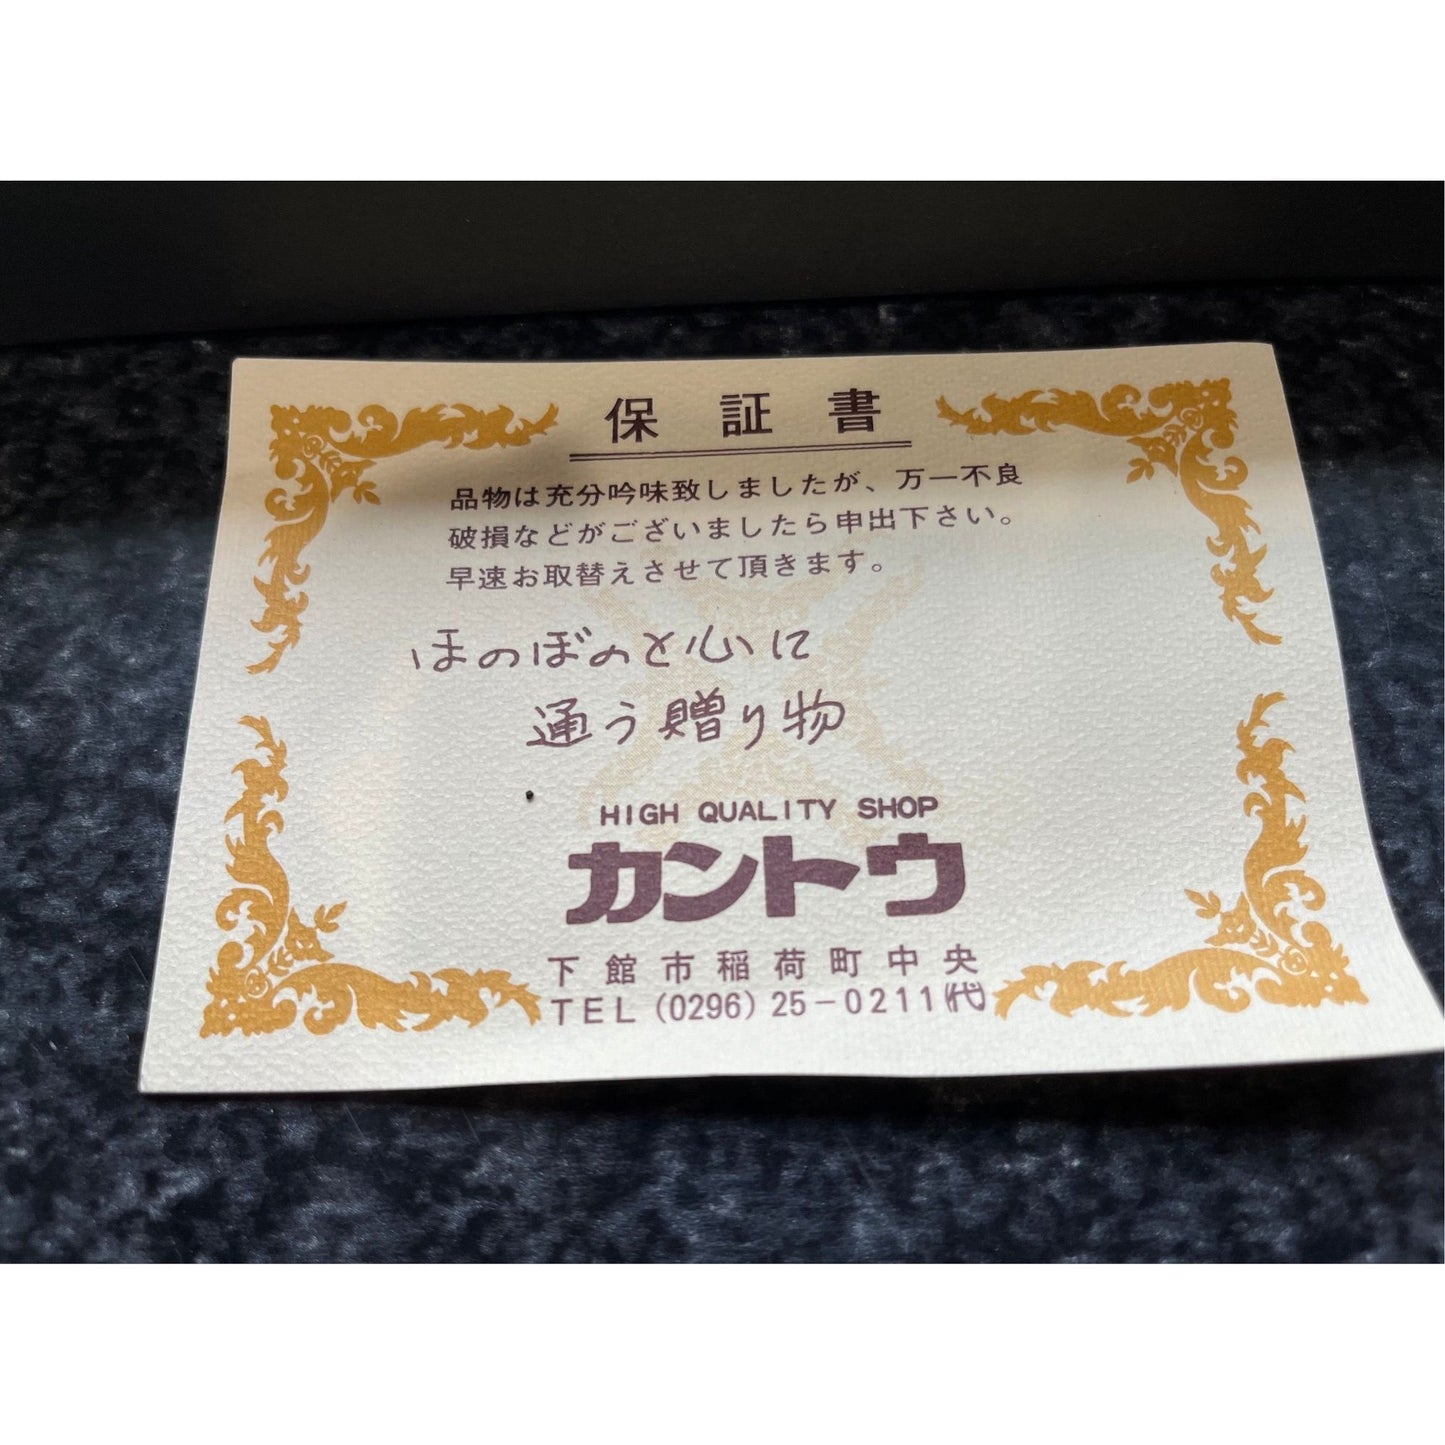 保証書
品物は充分吟味致しましたが、万一不良
破損などがございましたら申出下さい。
早速お取替えさせて頂きます。
ほのぼのと心に
通う贈り物
HIGH QUALITY SHOP
カントウ
下館市稲荷町中央
TEL (0296) 25-0211(代)